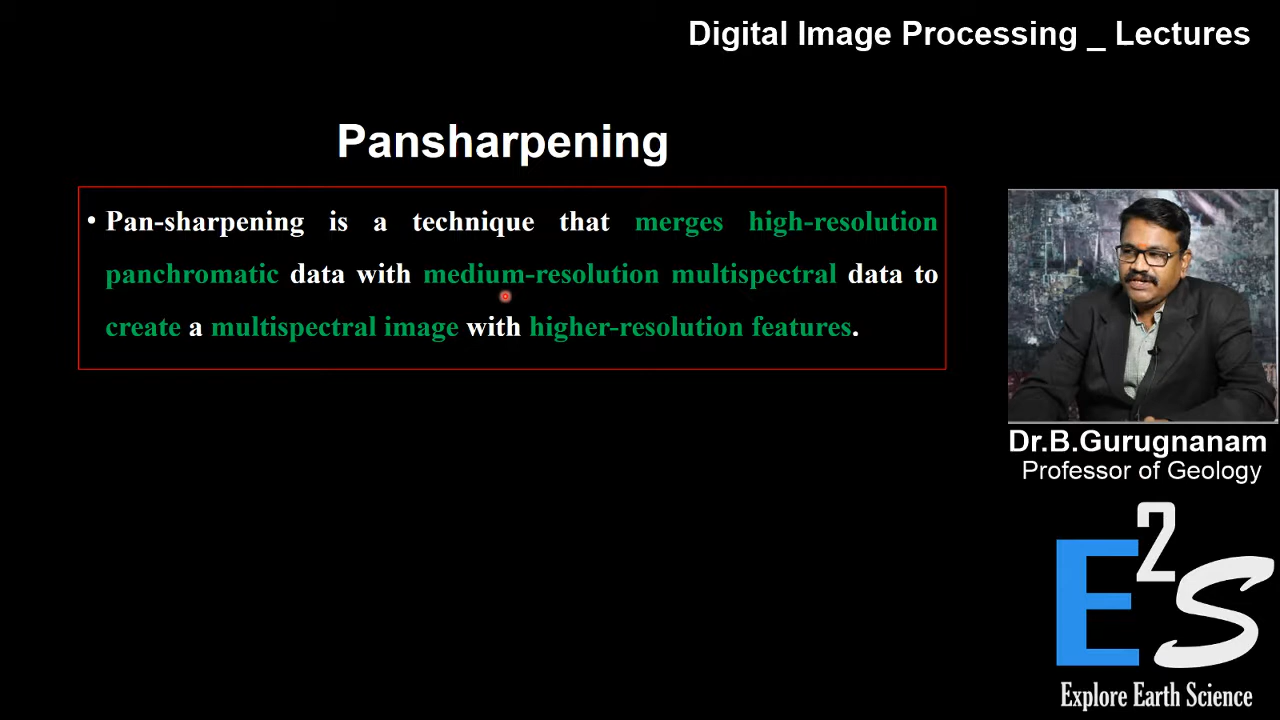 Digital Image Processing _ Lectures
Pansharpening
• Pan-sharpening is a technique that merges high-resolution
panchromatic data with medium-resolution multispectral data to
create a multispectral image with higher-resolution features.
Dr.B.Gurugnanam
Professor of Geology
E2S
Explore Earth Science